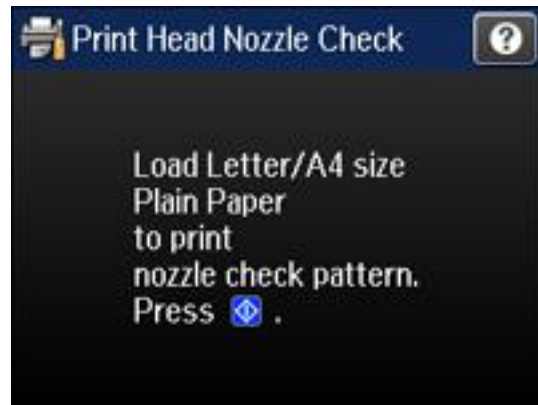 Print Head Nozzle Check
Load Letter/A4 size
Plain Paper
to print
nozzle check pattern.
Press .